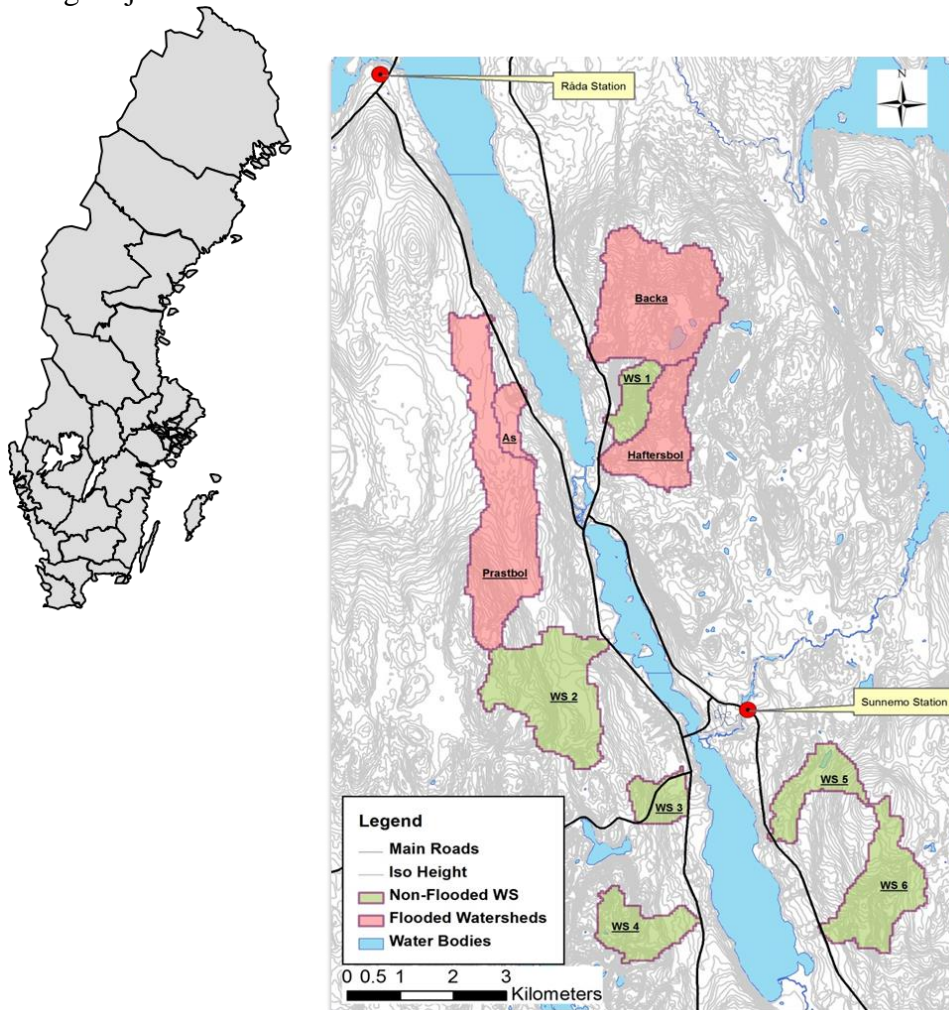 Råda Station
N
Backa
WS 1
As
Haftersbol
Prastbol
WS 2
Sunnemo Station
WS 5
WS 3
WS 6
WS 4
Legend
Main Roads
Iso Height
Non-Flooded WS
Flooded Watersheds
Water Bodies
0 0.5 1 2 3
Kilometers